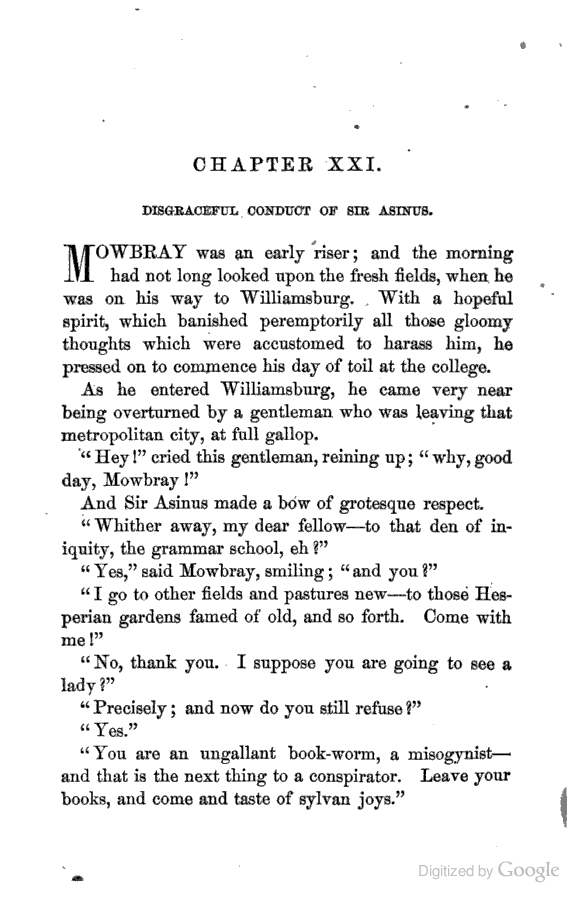 CHAPTER XXI.
DISGRACEFUL CONDUCT OF SIR ASINUS.
MOWBRAY was an early riser; and the morning
had not long looked upon the fresh fields, when he
was on his way to Williamsburg. With a hopeful
spirit, which banished peremptorily all those gloomy
thoughts which were accustomed to harass him, he
pressed on to commence his day of toil at the college.
As he entered Williamsburg, he came very near
being overturned by a gentleman who was leaving that
metropolitan city, at full gallop.
“Hey!” cried this gentleman, reining up; “why, good
day, Mowbray!”
And Sir Asinus made a bow of grotesque respect.
“Whither away, my dear fellow—to that den of in-
iquity, the grammar school, eh?”
“Yes,” said Mowbray, smiling; “and you?”
“I go to other fields and pastures new—to those Hes-
perian gardens famed of old, and so forth. Come with
me!”
“No, thank you. I suppose you are going to see a
lady?”
“Precisely; and now do you still refuse?”
“Yes.”
“You are an ungallant book-worm, a misogynist—
and that is the next thing to a conspirator. Leave your
books, and come and taste of sylvan joys.”
Digitized by Google